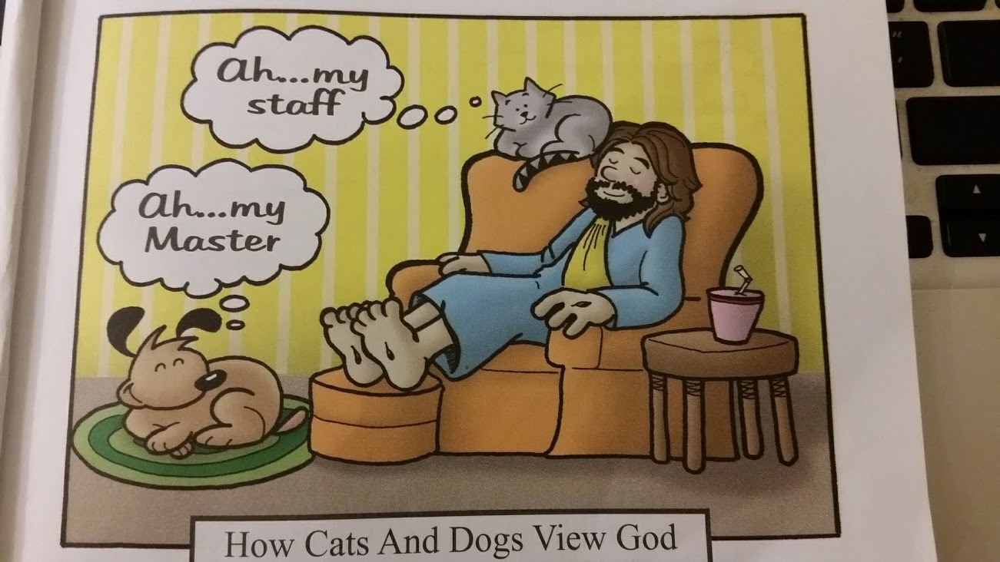 Ah...my
staff
Ah...my
Master
How Cats And Dogs View God